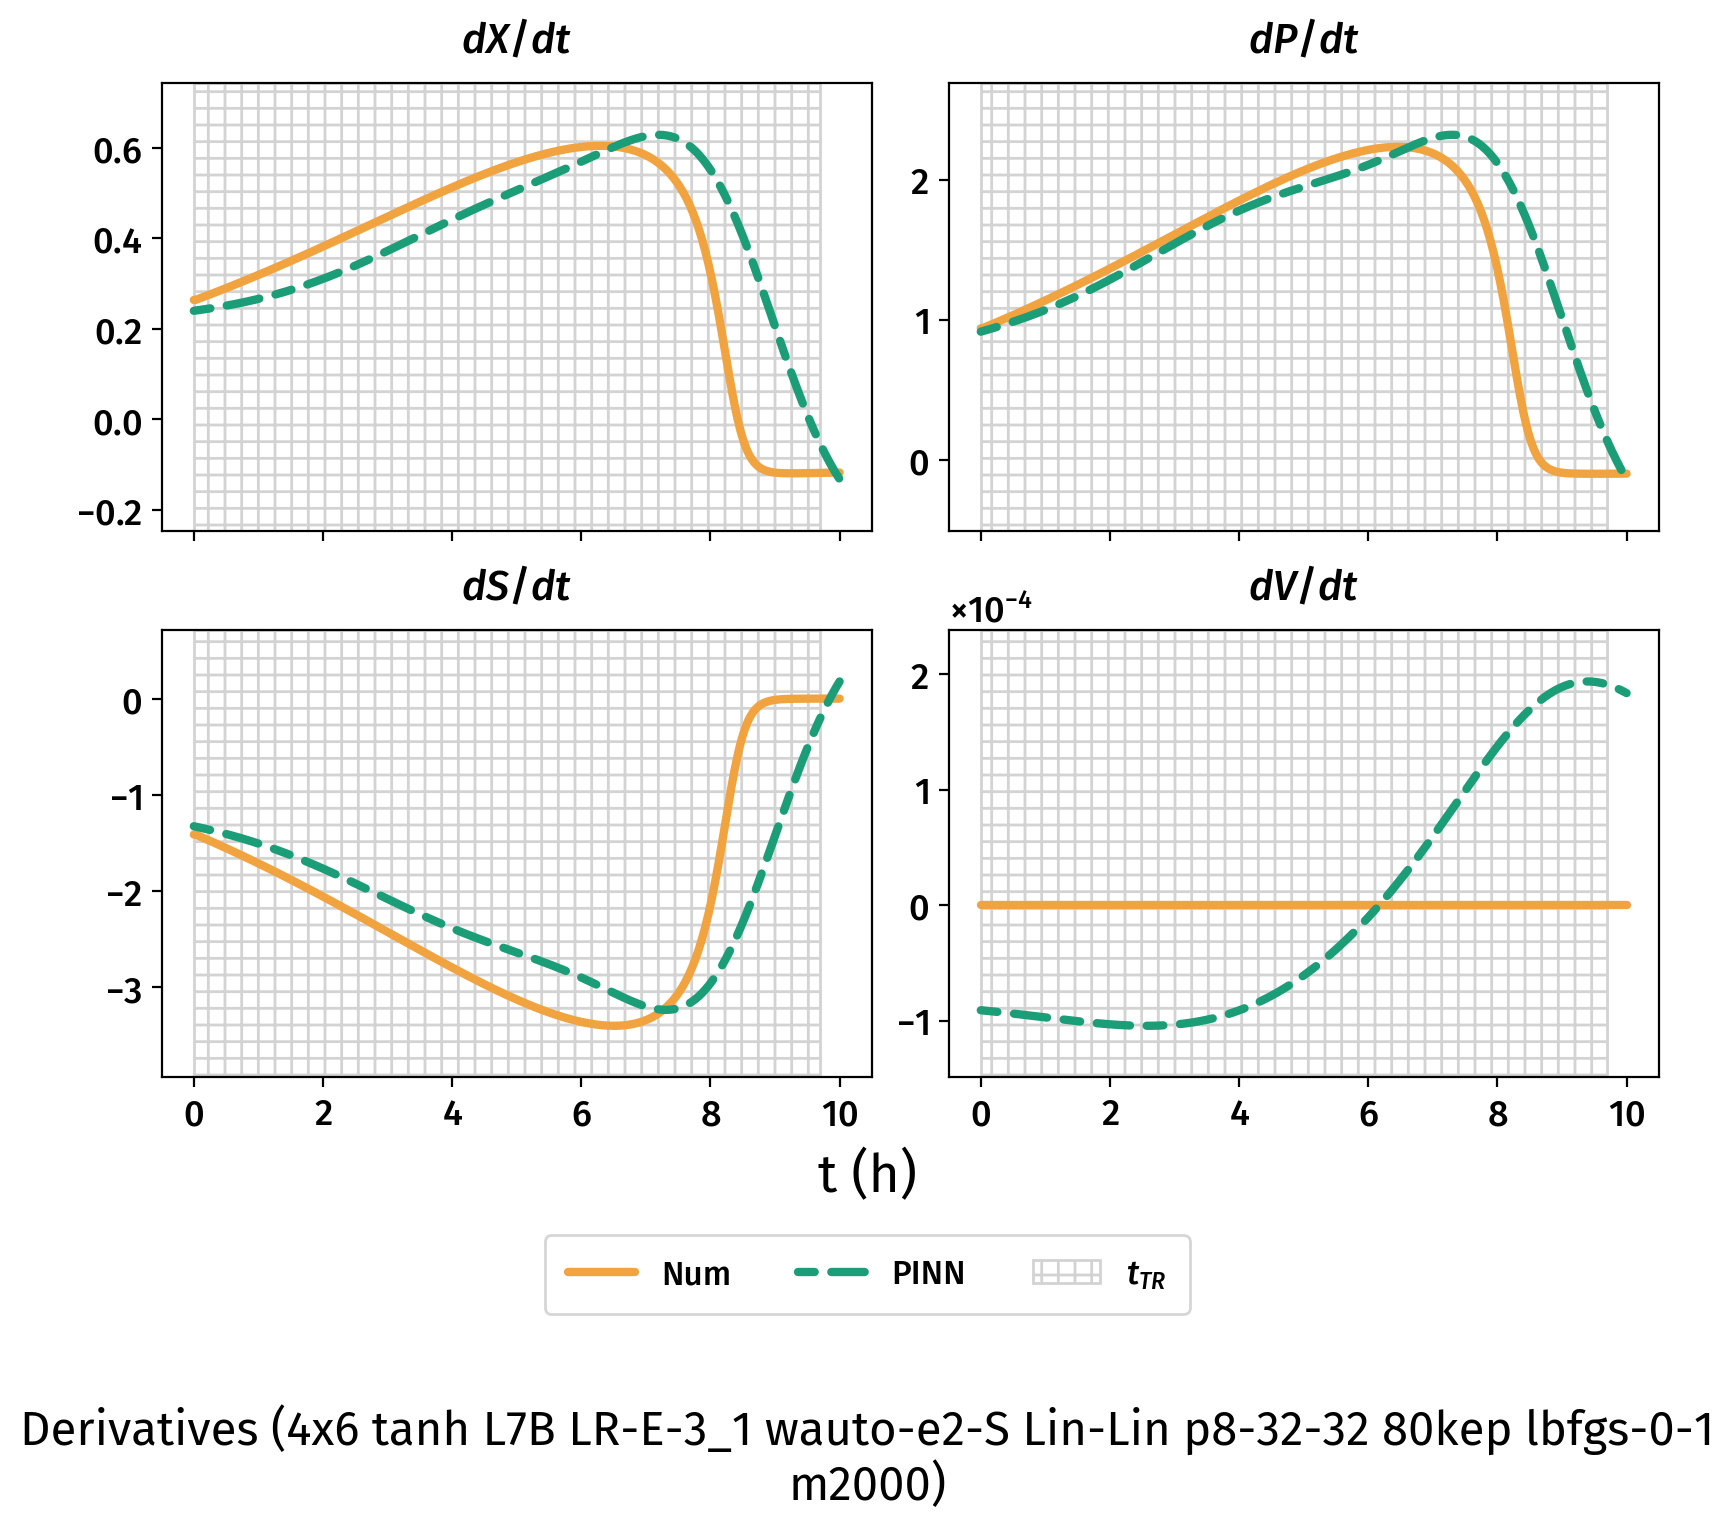 dX/dt
dP/dt
0.6
0.4
0.2
0.0
−0.2
2
1
0
dS/dt
dV/dt
×10⁻⁴
0
−1
−2
−3
2
1
0
−1
0 2 4 6 8 10
0 2 4 6 8 10
t (h)
Num PINN t_TR
Derivatives (4x6 tanh L7B LR-E-3_1 wauto-e2-S Lin-Lin p8-32-32 80kep lbfgs-0-1
m2000)